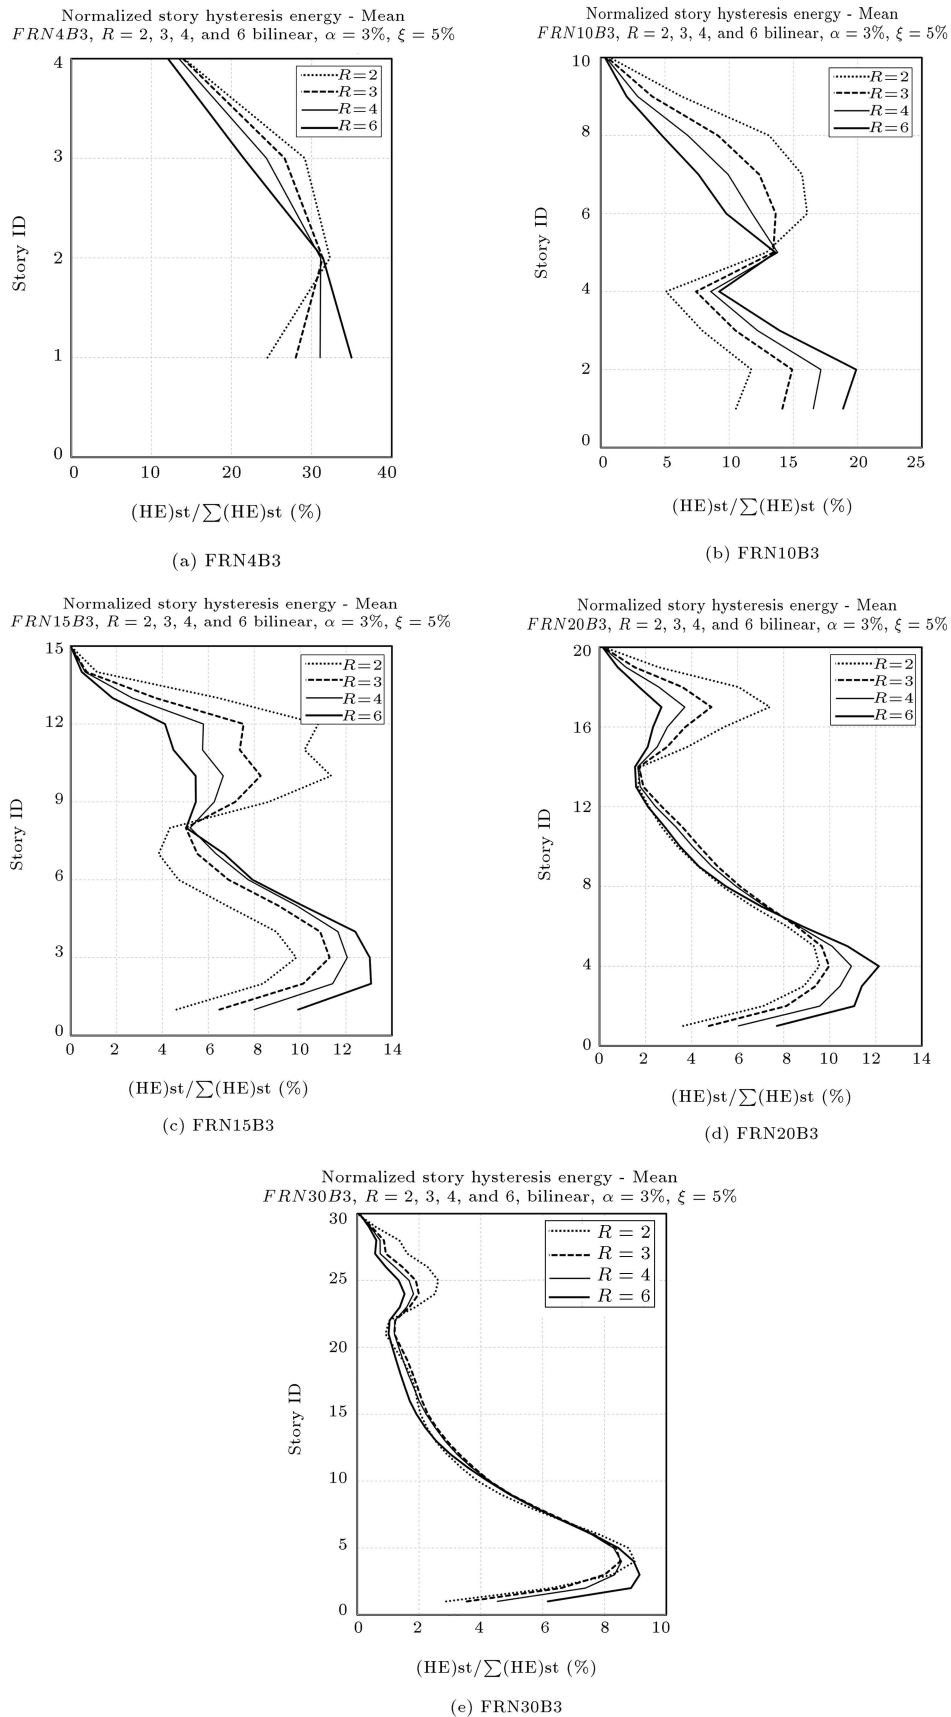 Normalized story hysteresis energy - Mean
FRN4B3, R = 2, 3, 4, and 6 bilinear, α = 3%, ξ = 5%
4
3
2
1
0
Story ID
R=2
R=3
R=4
R=6
0 10 20 30 40
(HE)st/∑(HE)st (%)
(a) FRN4B3
Normalized story hysteresis energy - Mean
FRN10B3, R = 2, 3, 4, and 6 bilinear, α = 3%, ξ = 5%
10
8
6
4
2
0
Story ID
R=2
R=3
R=4
R=6
0 5 10 15 20 25
(HE)st/∑(HE)st (%)
(b) FRN10B3
Normalized story hysteresis energy - Mean
FRN15B3, R = 2, 3, 4, and 6 bilinear, α = 3%, ξ = 5%
15
12
9
6
3
0
Story ID
R=2
R=3
R=4
R=6
0 2 4 6 8 10 12 14
(HE)st/∑(HE)st (%)
(c) FRN15B3
Normalized story hysteresis energy - Mean
FRN20B3, R = 2, 3, 4, and 6 bilinear, α = 3%, ξ = 5%
20
16
12
8
4
0
Story ID
R=2
R=3
R=4
R=6
0 2 4 6 8 10 12 14
(HE)st/∑(HE)st (%)
(d) FRN20B3
Normalized story hysteresis energy - Mean
FRN30B3, R = 2, 3, 4, and 6, bilinear, α = 3%, ξ = 5%
30
25
20
15
10
5
0
Story ID
R = 2
R = 3
R = 4
R = 6
0 2 4 6 8 10
(HE)st/∑(HE)st (%)
(e) FRN30B3